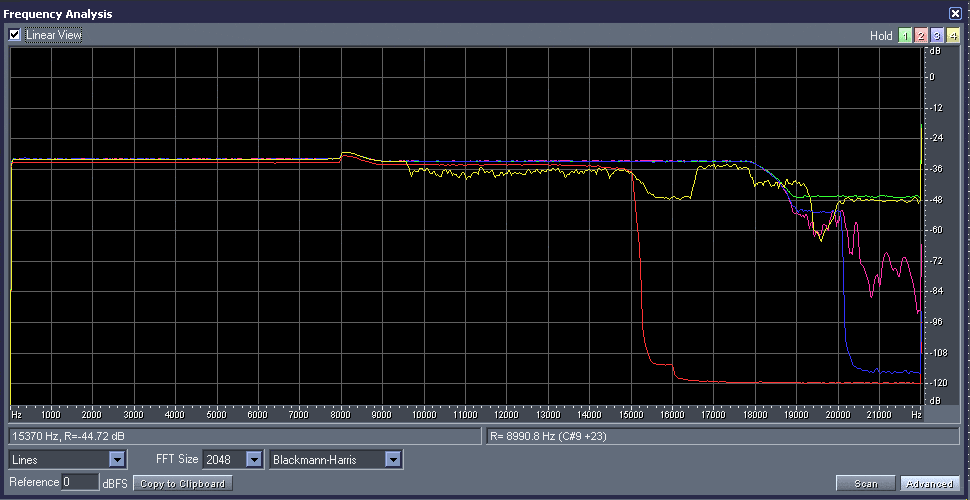 Frequency Analysis
Linear View
Hold 1 2 3 4
dB
0
-12
-24
-36
-48
-60
-72
-84
-96
-108
-120
dB
Hz 1000 2000 3000 4000 5000 6000 7000 8000 9000 10000 11000 12000 13000 14000 15000 16000 17000 18000 19000 20000 21000 Hz
15370 Hz, R=-44.72 dB R= 8990.8 Hz (C#9 +23)
Lines FFT Size 2048 Blackmann-Harris
Reference 0 dBFS Copy to Clipboard Scan Advanced